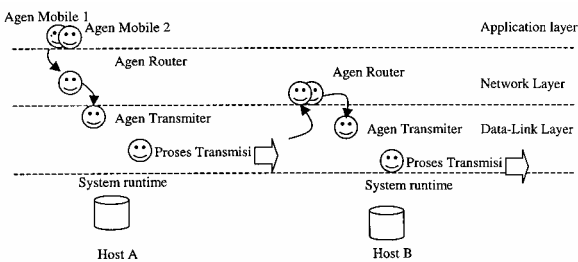 Agen Mobile 1
Agen Mobile 2
Application layer
Agen Router
Agen Router
Network Layer
Agen Transmiter
Agen Transmiter
Data-Link Layer
Proses Transmisi
Proses Transmisi
System runtime
System runtime
Host A
Host B